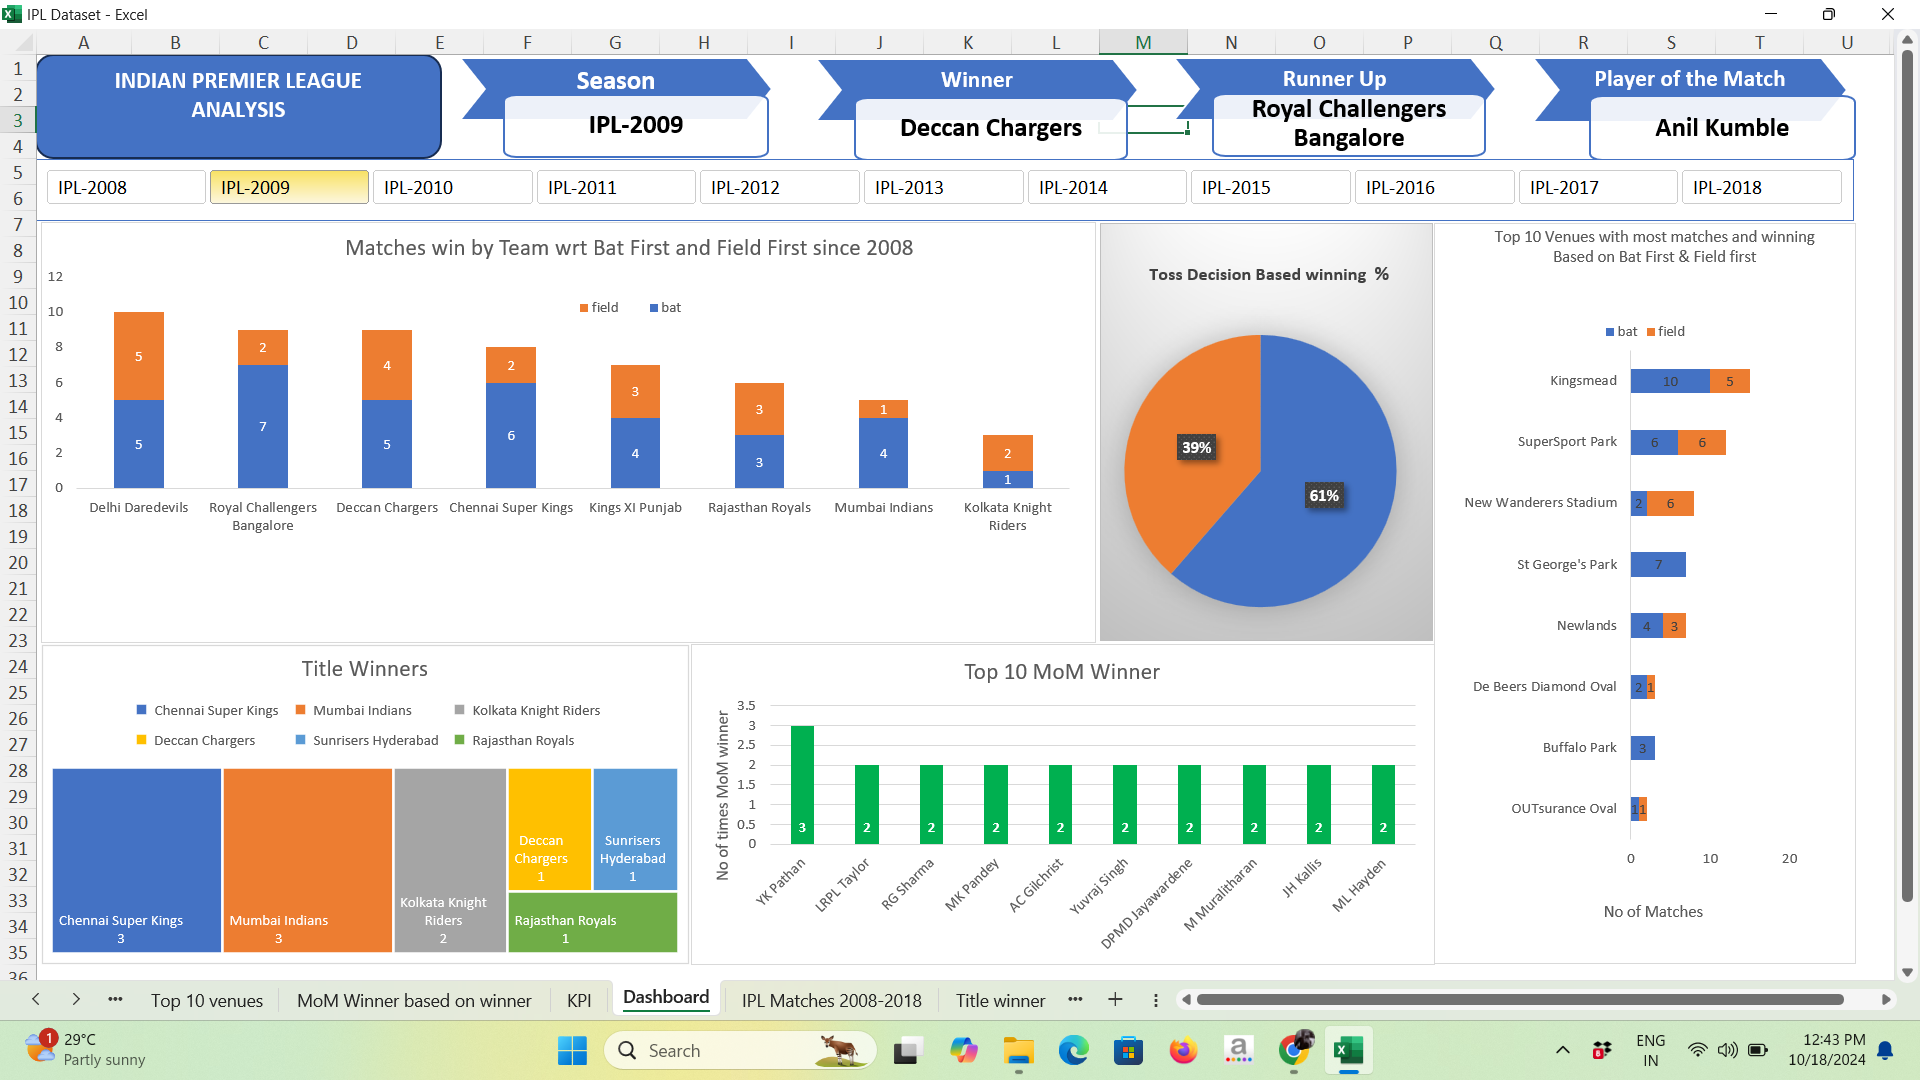 IPL Dataset - Excel
A B C D E F G H I J K L M N O P Q R S T U
1
2
3
4
5
6
7
8
9
10
11
12
13
14
15
16
17
18
19
20
21
22
23
24
25
26
27
28
29
30
31
32
33
34
35
36
INDIAN PREMIER LEAGUE
ANALYSIS
Season
IPL-2009
Winner
Deccan Chargers
Runner Up
Royal Challengers
Bangalore
Player of the Match
Anil Kumble
IPL-2008 IPL-2009 IPL-2010 IPL-2011 IPL-2012 IPL-2013 IPL-2014 IPL-2015 IPL-2016 IPL-2017 IPL-2018
Matches win by Team wrt Bat First and Field First since 2008
field bat
12
10
8
6
4
2
0
5 2 4 2 3 3 1 2
5 7 5 6 4 3 4 1
Delhi Daredevils
Royal Challengers
Bangalore
Deccan Chargers
Chennai Super Kings
Kings XI Punjab
Rajasthan Royals
Mumbai Indians
Kolkata Knight
Riders
Toss Decision Based winning %
39%
61%
Top 10 Venues with most matches and winning
Based on Bat First & Field first
bat field
Kingsmead 10 5
SuperSport Park 6 6
New Wanderers Stadium 2 6
St George's Park 7
Newlands 4 3
De Beers Diamond Oval 2 1
Buffalo Park 3
OUTsurance Oval 1 1
0 10 20
No of Matches
Title Winners
Chennai Super Kings Mumbai Indians Kolkata Knight Riders
Deccan Chargers Sunrisers Hyderabad Rajasthan Royals
Chennai Super Kings
3
Mumbai Indians
3
Kolkata Knight
Riders
2
Deccan
Chargers
1
Sunrisers
Hyderabad
1
Rajasthan Royals
1
Top 10 MoM Winner
No of times MoM winner
3.5
3
2.5
2
1.5
1
0.5
0
3 2 2 2 2 2 2 2 2 2
YK Pathan
LRPL Taylor
RG Sharma
MK Pandey
AC Gilchrist
Yuvraj Singh
DPMD Jayawardene
M Muralitharan
JH Kallis
ML Hayden
Top 10 venues MoM Winner based on winner KPI Dashboard IPL Matches 2008-2018 Title winner
1
29°C
Partly sunny
Search
a
8
ENG
IN
12:43 PM
10/18/2024